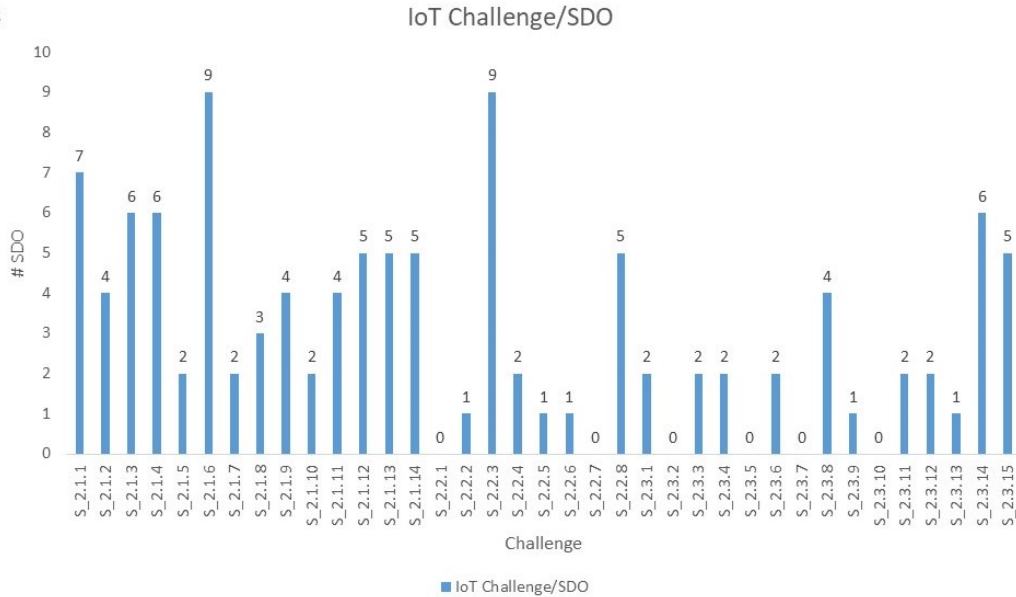 IoT Challenge/SDO
10
9
8
7
6
5
4
3
2
1
0
# SDO
7
4
6
6
2
9
2
3
4
2
4
5
5
5
0
1
9
2
1
1
0
5
2
0
2
2
0
2
0
4
1
0
2
2
1
6
5
S_2.1.1
S_2.1.2
S_2.1.3
S_2.1.4
S_2.1.5
S_2.1.6
S_2.1.7
S_2.1.8
S_2.1.9
S_2.1.10
S_2.1.11
S_2.1.12
S_2.1.13
S_2.1.14
S_2.2.1
S_2.2.2
S_2.2.3
S_2.2.4
S_2.2.5
S_2.2.6
S_2.2.7
S_2.2.8
S_2.3.1
S_2.3.2
S_2.3.3
S_2.3.4
S_2.3.5
S_2.3.6
S_2.3.7
S_2.3.8
S_2.3.9
S_2.3.10
S_2.3.11
S_2.3.12
S_2.3.13
S_2.3.14
S_2.3.15
Challenge
IoT Challenge/SDO